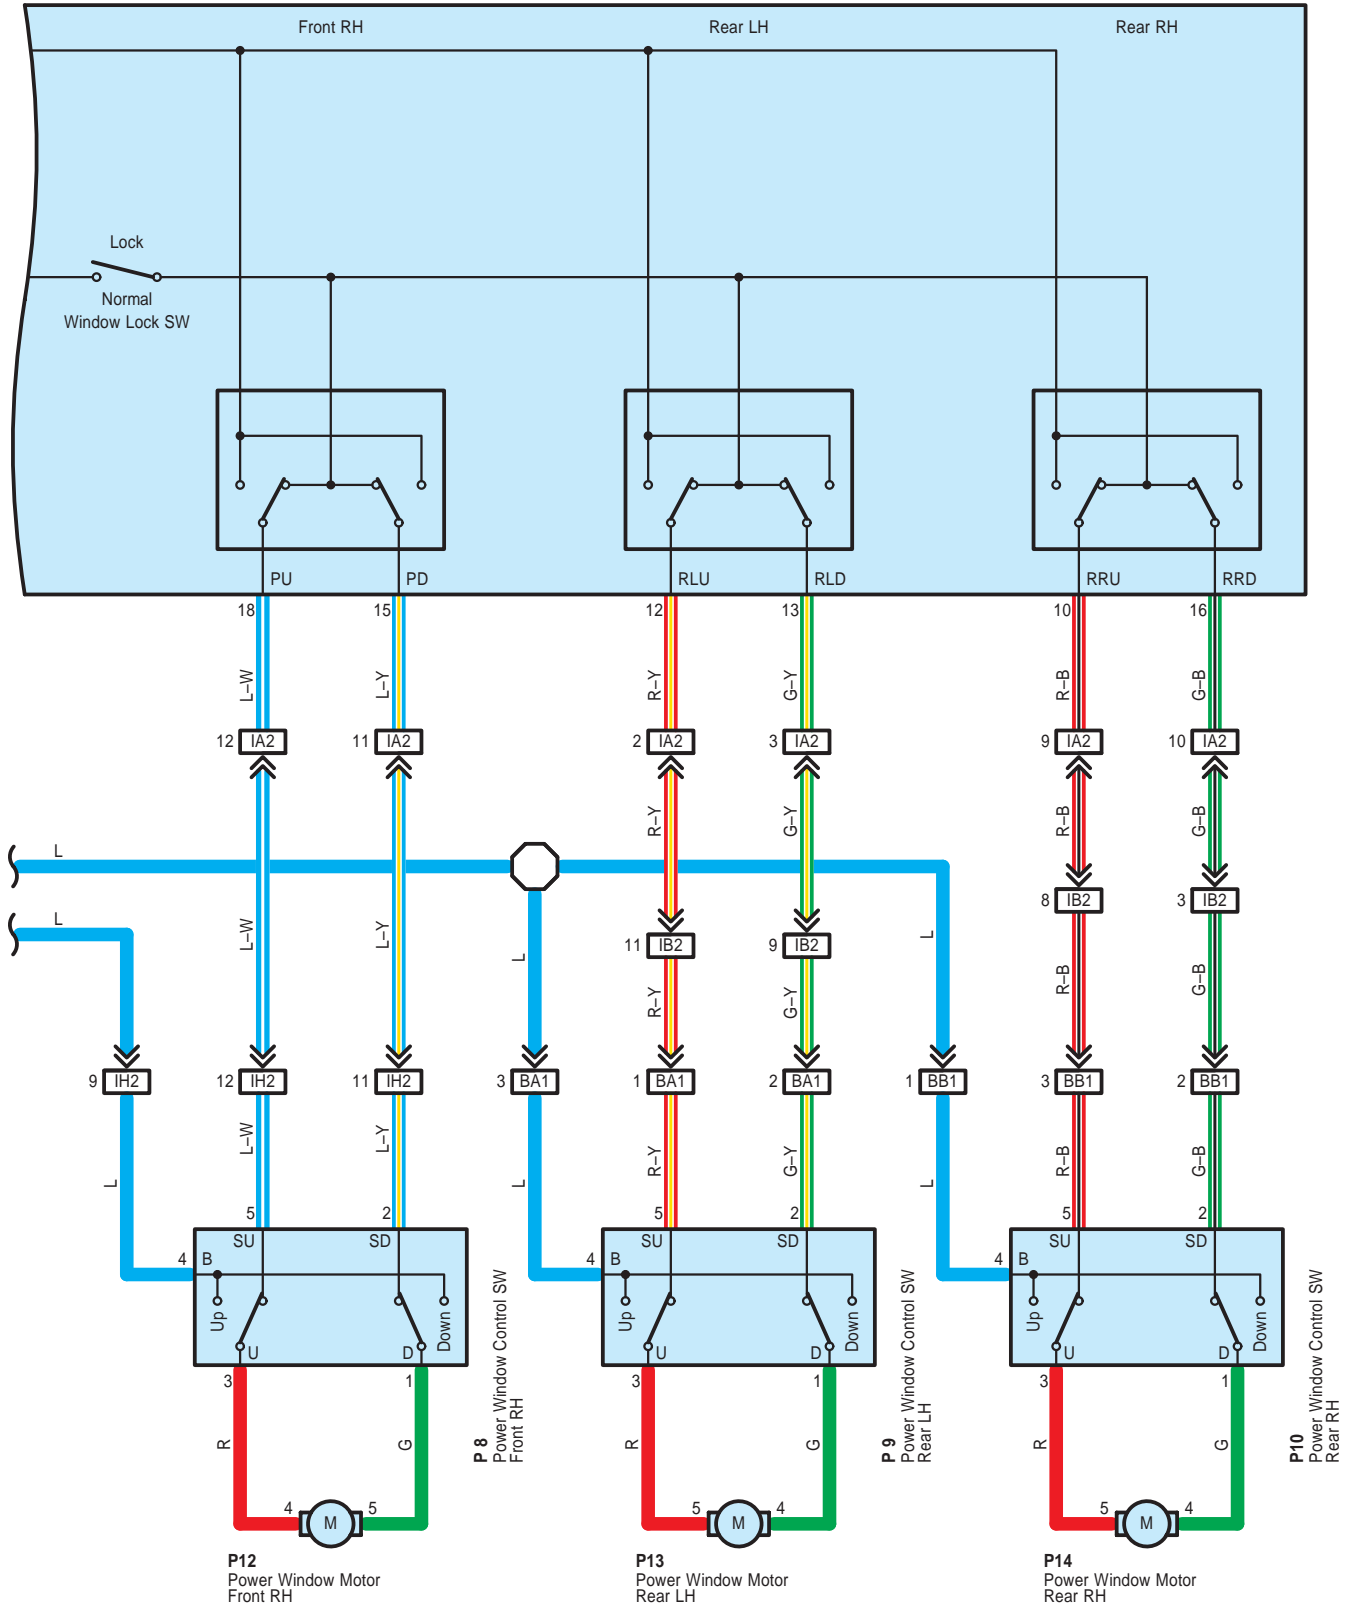 Front RH Rear LH Rear RH
Lock
Normal
Window Lock SW
PU PD RLU RLD RRU RRD
18 15 12 13 10 16
L–W L–Y R–Y G–Y R–B G–B
12 IA2 11 IA2 2 IA2 3 IA2 9 IA2 10 IA2
R–Y G–Y R–B G–B
L
8 IB2 3 IB2
L L–W L–Y L
11 IB2 9 IB2
L R–Y G–Y R–B G–B
9 IH2 12 IH2 11 IH2 3 BA1 1 BA1 2 BA1 1 BB1 3 BB1 2 BB1
L L–W L–Y L R–Y G–Y L R–B G–B
5 2 5 2 5 2
SU SD SU SD SU SD
4 B 4 B 4 B
Up Down Up Down Up Down
U D U D U D
3 1 3 1 3 1
P 8
Power Window Control SW
Front RH
P 9
Power Window Control SW
Rear LH
P10
Power Window Control SW
Rear RH
R G R G R G
4 M 5 5 M 4 5 M 4
P12
Power Window Motor
Front RH
P13
Power Window Motor
Rear LH
P14
Power Window Motor
Rear RH